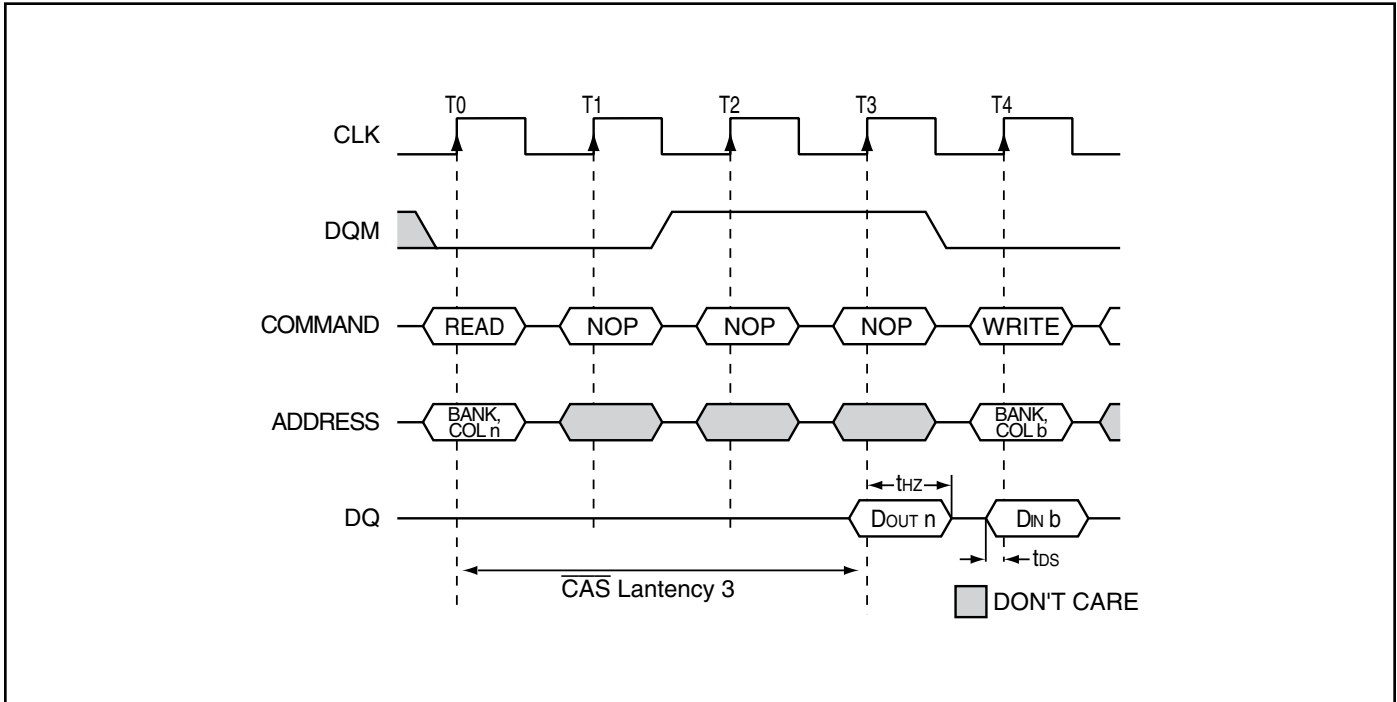 T0 T1 T2 T3 T4
CLK
DQM
COMMAND READ NOP NOP NOP WRITE
ADDRESS BANK, COL n BANK, COL b
tHZ
DQ DOUT n DIN b
tDS
CAS Lantency 3
DON'T CARE